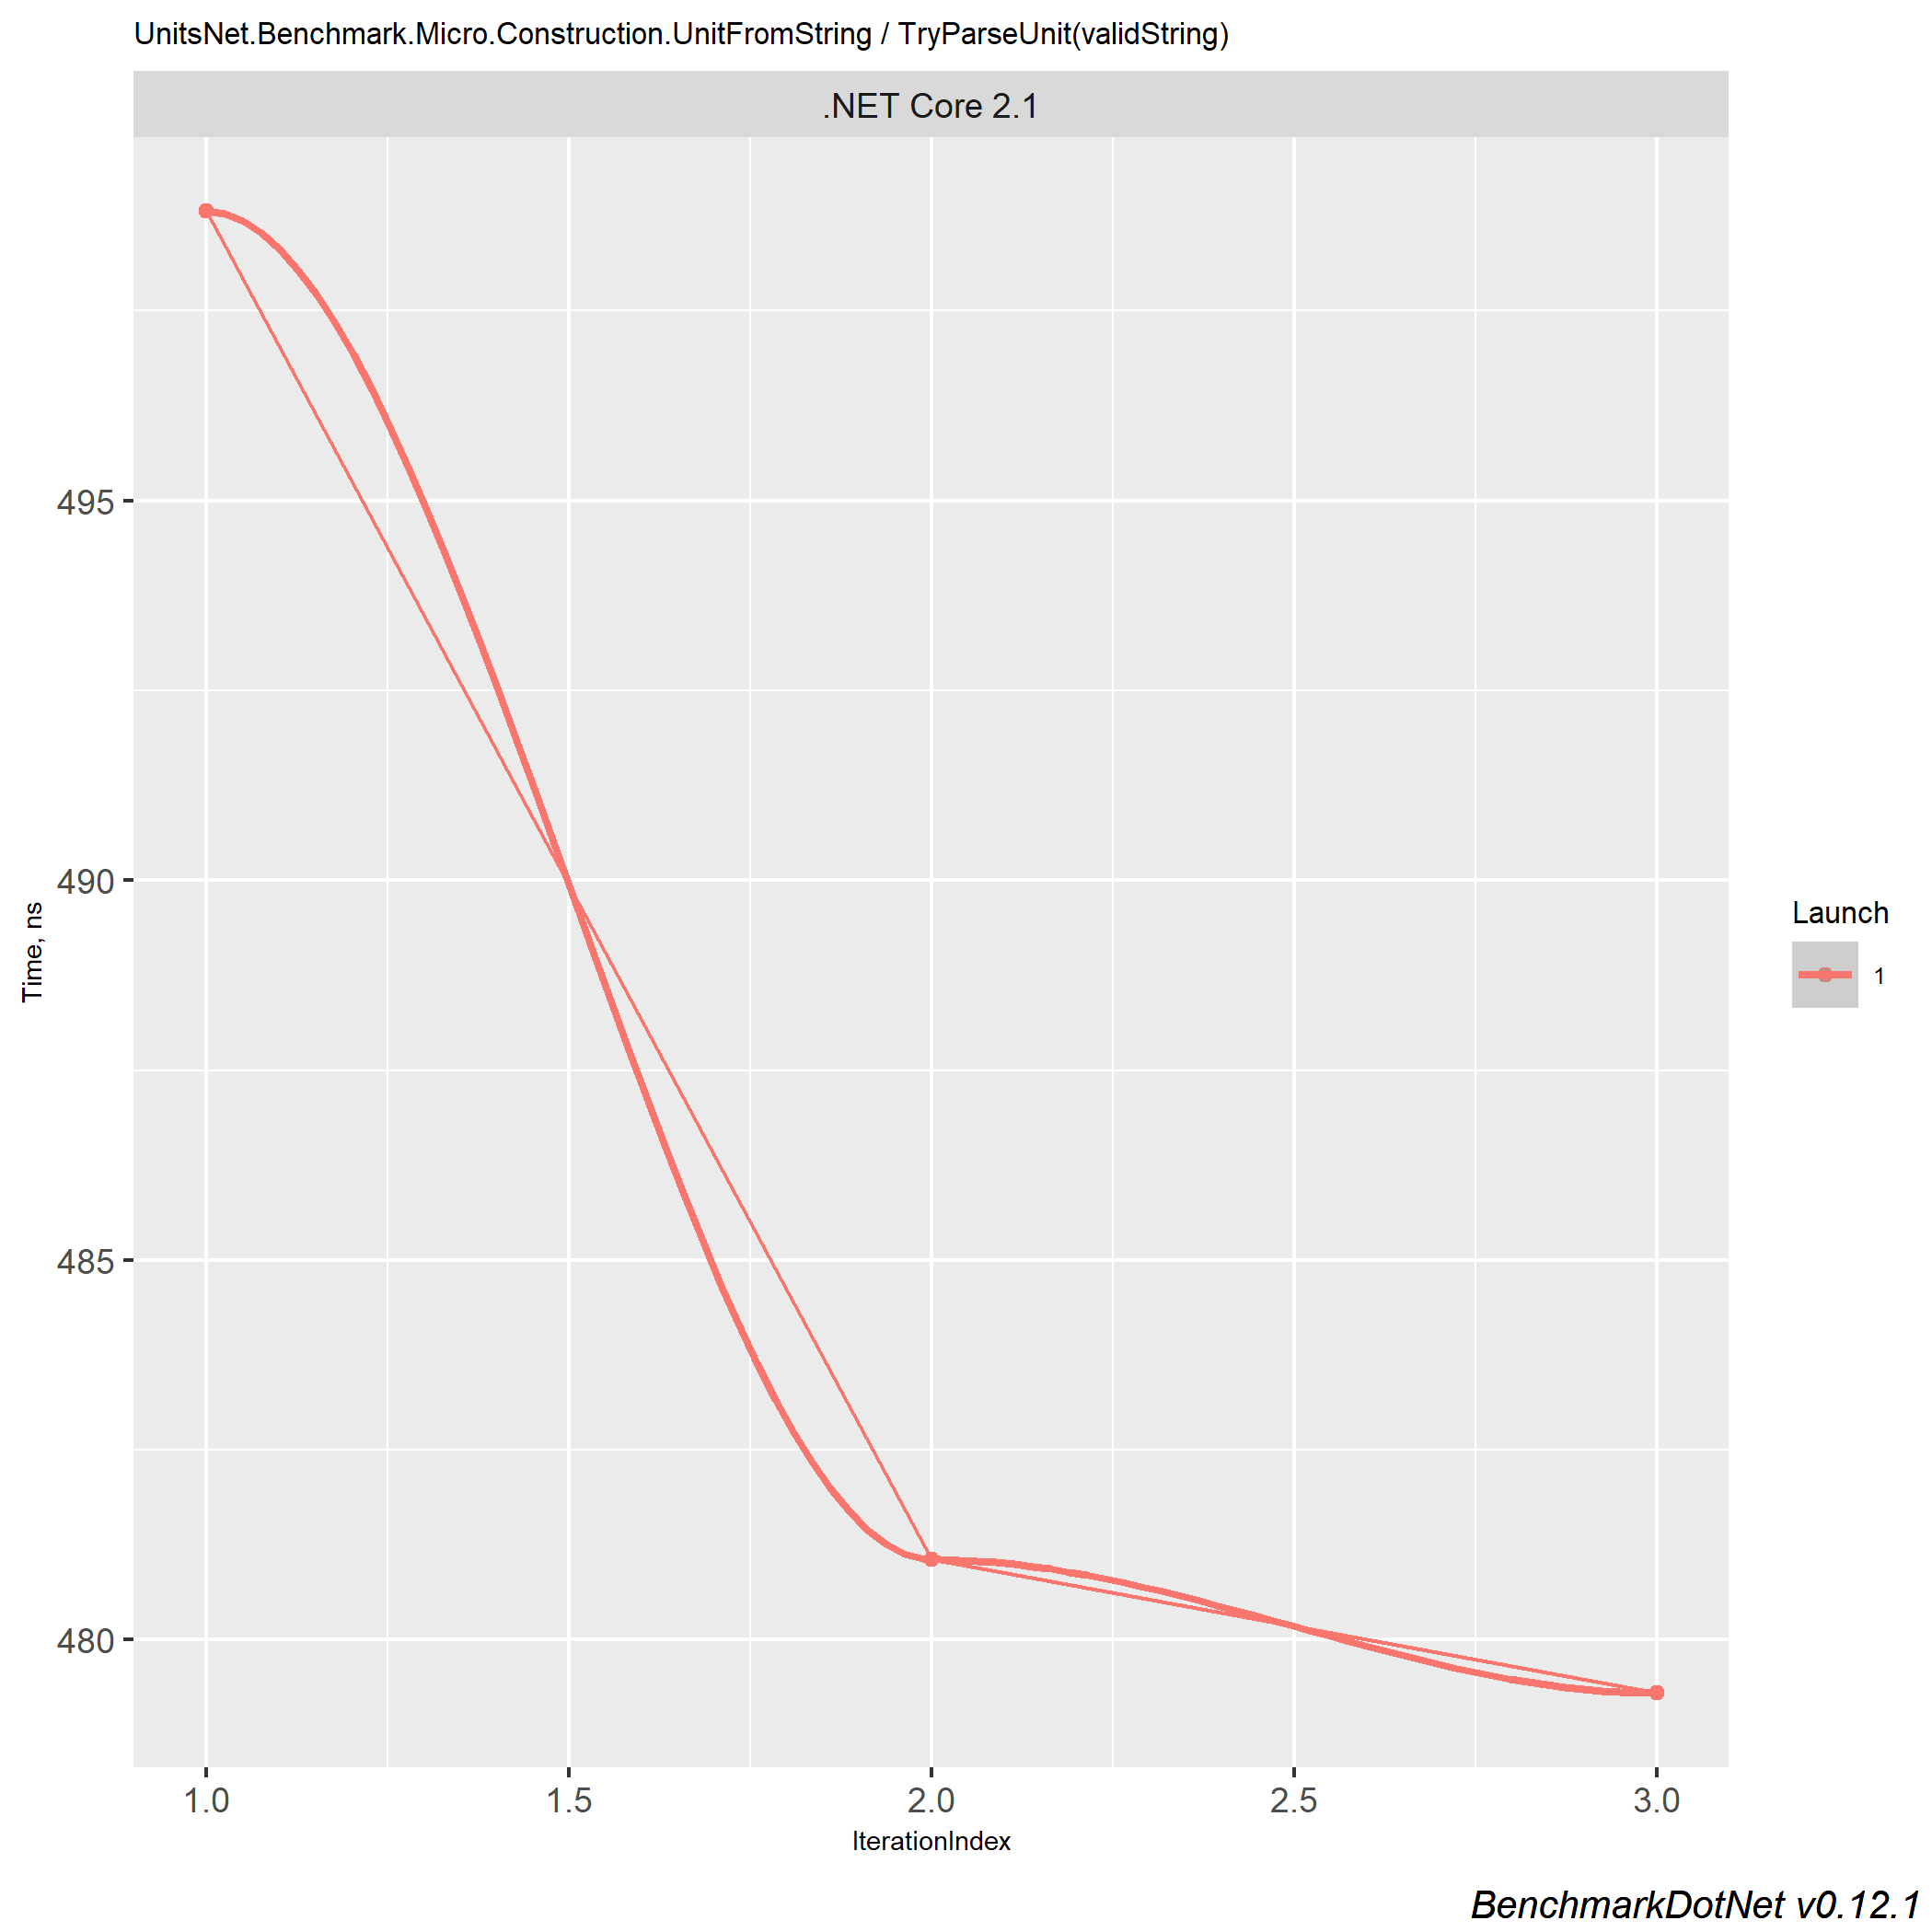 UnitsNet.Benchmark.Micro.Construction.UnitFromString / TryParseUnit(validString)
.NET Core 2.1
495
490
485
480
Time, ns
1.0 1.5 2.0 2.5 3.0
IterationIndex
Launch
1
BenchmarkDotNet v0.12.1